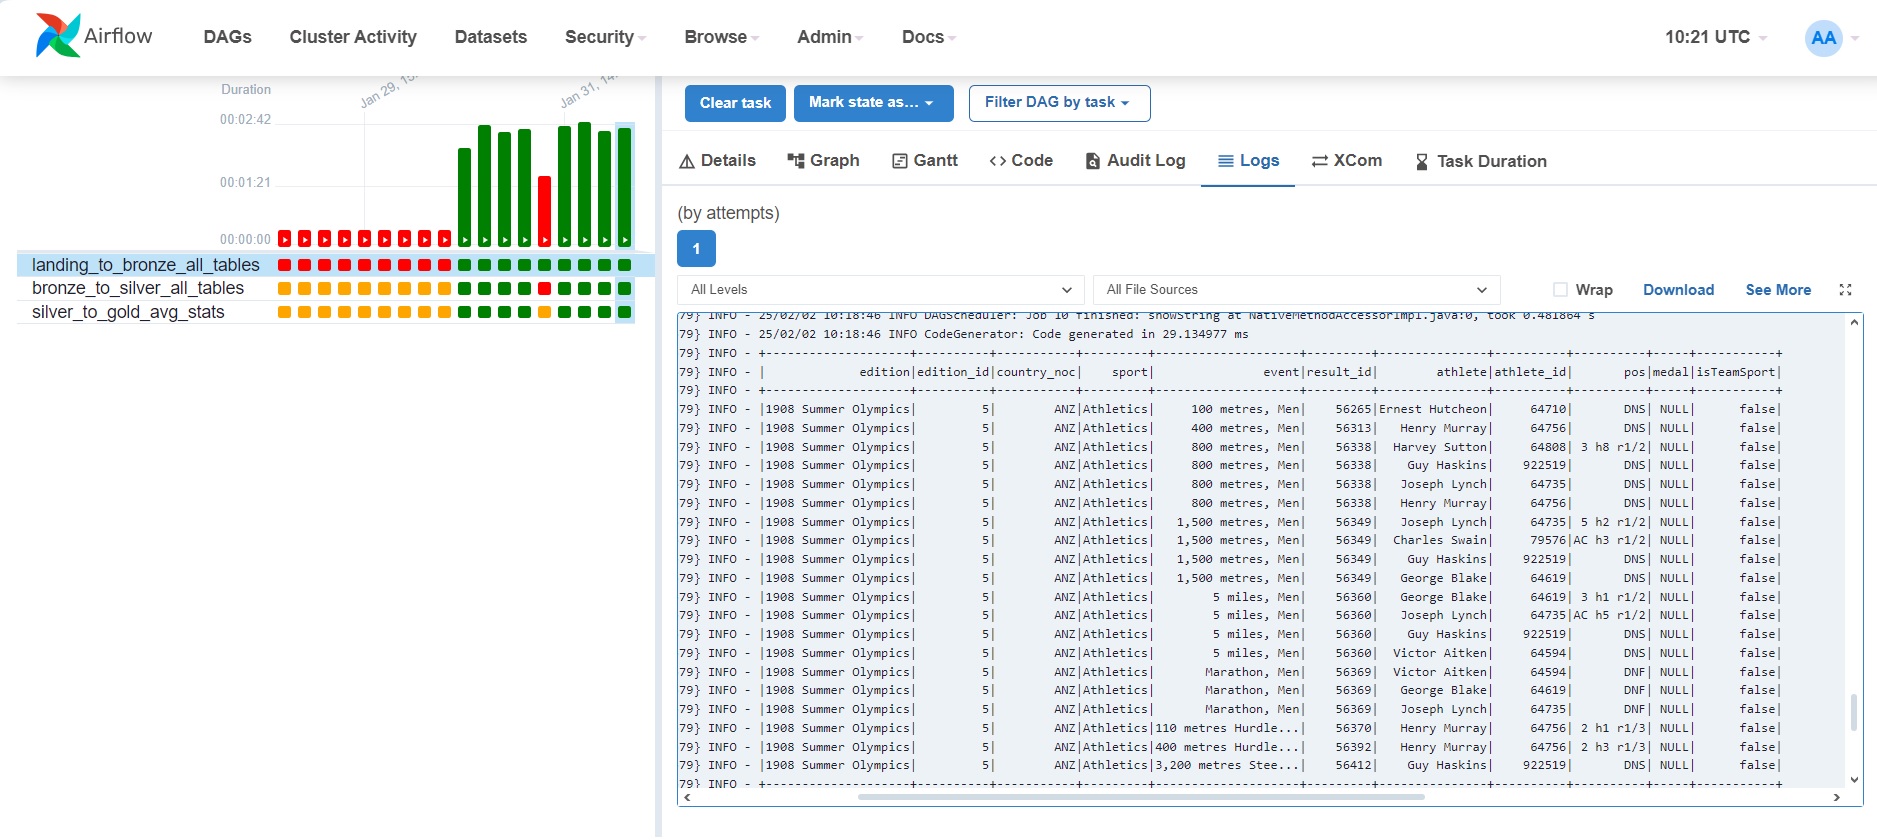 Airflow DAGs Cluster Activity Datasets Security Browse Admin Docs 10:21 UTC AA
Duration
Jan 29, 15:
Jan 31, 14:
00:02:42
00:01:21
00:00:00
landing_to_bronze_all_tables
bronze_to_silver_all_tables
silver_to_gold_avg_stats
Clear task Mark state as... Filter DAG by task
Details Graph Gantt Code Audit Log Logs XCom Task Duration
(by attempts)
1
All Levels All File Sources Wrap Download See More
79} INFO - 25/02/02 10:18:46 INFO DAGScheduler: Job 10 finished: showString at NativeMethodAccessorImpl.java:0, took 0.481864 s
79} INFO - 25/02/02 10:18:46 INFO CodeGenerator: Code generated in 29.134977 ms
79} INFO - +--------------------+----------+-----------+---------+--------------------+---------+---------------+----------+----------+-----+-----------+
79} INFO - |             edition|edition_id|country_noc|    sport|               event|result_id|        athlete|athlete_id|       pos|medal|isTeamSport|
79} INFO - +--------------------+----------+-----------+---------+--------------------+---------+---------------+----------+----------+-----+-----------+
79} INFO - |1908 Summer Olympics|         5|        ANZ|Athletics|     100 metres, Men|    56265|Ernest Hutcheon|     64710|       DNS| NULL|      false|
79} INFO - |1908 Summer Olympics|         5|        ANZ|Athletics|     400 metres, Men|    56313|   Henry Murray|     64756|       DNS| NULL|      false|
79} INFO - |1908 Summer Olympics|         5|        ANZ|Athletics|     800 metres, Men|    56338|  Harvey Sutton|     64808| 3 h8 r1/2| NULL|      false|
79} INFO - |1908 Summer Olympics|         5|        ANZ|Athletics|     800 metres, Men|    56338|    Guy Haskins|    922519|       DNS| NULL|      false|
79} INFO - |1908 Summer Olympics|         5|        ANZ|Athletics|     800 metres, Men|    56338|   Joseph Lynch|     64735|       DNS| NULL|      false|
79} INFO - |1908 Summer Olympics|         5|        ANZ|Athletics|     800 metres, Men|    56338|   Henry Murray|     64756|       DNS| NULL|      false|
79} INFO - |1908 Summer Olympics|         5|        ANZ|Athletics|   1,500 metres, Men|    56349|   Joseph Lynch|     64735| 5 h2 r1/2| NULL|      false|
79} INFO - |1908 Summer Olympics|         5|        ANZ|Athletics|   1,500 metres, Men|    56349|  Charles Swain|     79576|AC h3 r1/2| NULL|      false|
79} INFO - |1908 Summer Olympics|         5|        ANZ|Athletics|   1,500 metres, Men|    56349|    Guy Haskins|    922519|       DNS| NULL|      false|
79} INFO - |1908 Summer Olympics|         5|        ANZ|Athletics|   1,500 metres, Men|    56349|   George Blake|     64619|       DNS| NULL|      false|
79} INFO - |1908 Summer Olympics|         5|        ANZ|Athletics|        5 miles, Men|    56360|   George Blake|     64619| 3 h1 r1/2| NULL|      false|
79} INFO - |1908 Summer Olympics|         5|        ANZ|Athletics|        5 miles, Men|    56360|   Joseph Lynch|     64735|AC h5 r1/2| NULL|      false|
79} INFO - |1908 Summer Olympics|         5|        ANZ|Athletics|        5 miles, Men|    56360|    Guy Haskins|    922519|       DNS| NULL|      false|
79} INFO - |1908 Summer Olympics|         5|        ANZ|Athletics|        5 miles, Men|    56360|  Victor Aitken|     64594|       DNS| NULL|      false|
79} INFO - |1908 Summer Olympics|         5|        ANZ|Athletics|       Marathon, Men|    56369|  Victor Aitken|     64594|       DNF| NULL|      false|
79} INFO - |1908 Summer Olympics|         5|        ANZ|Athletics|       Marathon, Men|    56369|   George Blake|     64619|       DNF| NULL|      false|
79} INFO - |1908 Summer Olympics|         5|        ANZ|Athletics|       Marathon, Men|    56369|   Joseph Lynch|     64735|       DNF| NULL|      false|
79} INFO - |1908 Summer Olympics|         5|        ANZ|Athletics|110 metres Hurdle...|    56370|   Henry Murray|     64756| 2 h1 r1/3| NULL|      false|
79} INFO - |1908 Summer Olympics|         5|        ANZ|Athletics|400 metres Hurdle...|    56392|   Henry Murray|     64756| 2 h3 r1/3| NULL|      false|
79} INFO - |1908 Summer Olympics|         5|        ANZ|Athletics|3,200 metres Stee...|    56412|    Guy Haskins|    922519|       DNS| NULL|      false|
79} INFO - +--------------------+----------+-----------+---------+--------------------+---------+---------------+----------+----------+-----+-----------+